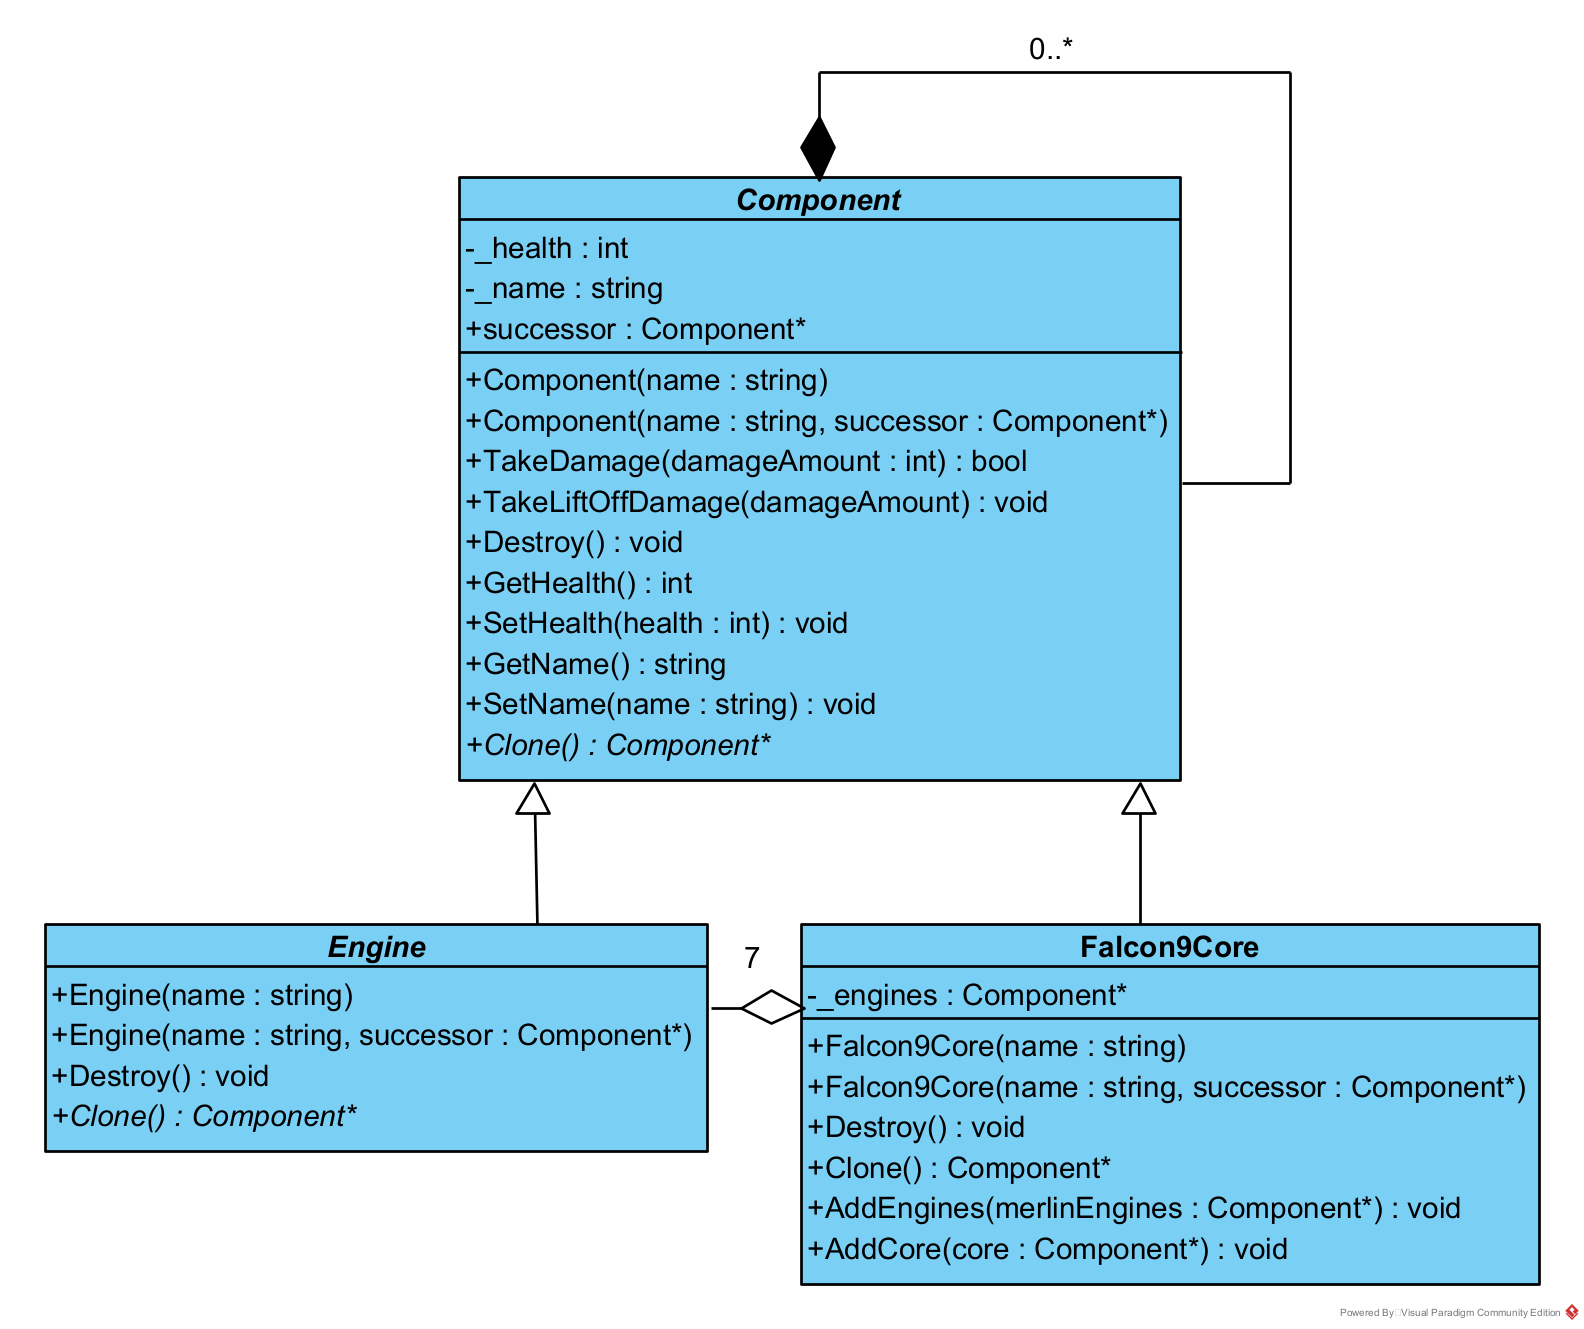 0..*
Component
-_health : int
-_name : string
+successor : Component*
+Component(name : string)
+Component(name : string, successor : Component*)
+TakeDamage(damageAmount : int) : bool
+TakeLiftOffDamage(damageAmount) : void
+Destroy() : void
+GetHealth() : int
+SetHealth(health : int) : void
+GetName() : string
+SetName(name : string) : void
+Clone() : Component*
Engine
+Engine(name : string)
+Engine(name : string, successor : Component*)
+Destroy() : void
+Clone() : Component*
7
Falcon9Core
-_engines : Component*
+Falcon9Core(name : string)
+Falcon9Core(name : string, successor : Component*)
+Destroy() : void
+Clone() : Component*
+AddEngines(merlinEngines : Component*) : void
+AddCore(core : Component*) : void
Powered By Visual Paradigm Community Edition